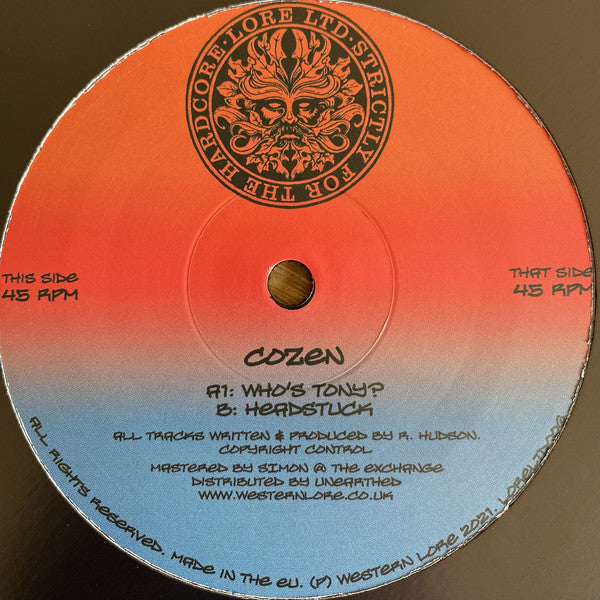 LORE LTD · STRICTLY FOR THE HARDCORE ·
THIS SIDE
45 RPM
THAT SIDE
45 RPM
COZEN
A1: WHO'S TONY?
B: HEADSTUCK
ALL TRACKS WRITTEN & PRODUCED BY R. HUDSON.
COPYRIGHT CONTROL
MASTERED BY SIMON @ THE EXCHANGE
DISTRIBUTED BY UNEARTHED
WWW.WESTERNLORE.CO.UK
ALL RIGHTS RESERVED. MADE IN THE EU. (P) WESTERN LORE 2021.